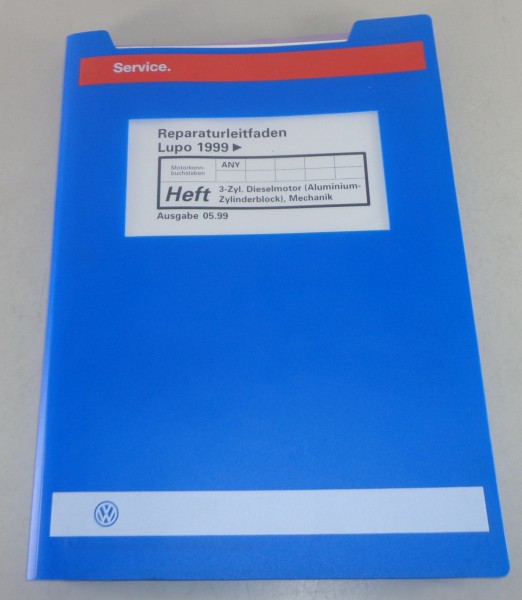 Service.
Reparaturleitfaden
Lupo 1999 ►
Motorkenn-
buchstaben
ANY
Heft
3-Zyl. Dieselmotor (Aluminium-
Zylinderblock), Mechanik
Ausgabe 05.99